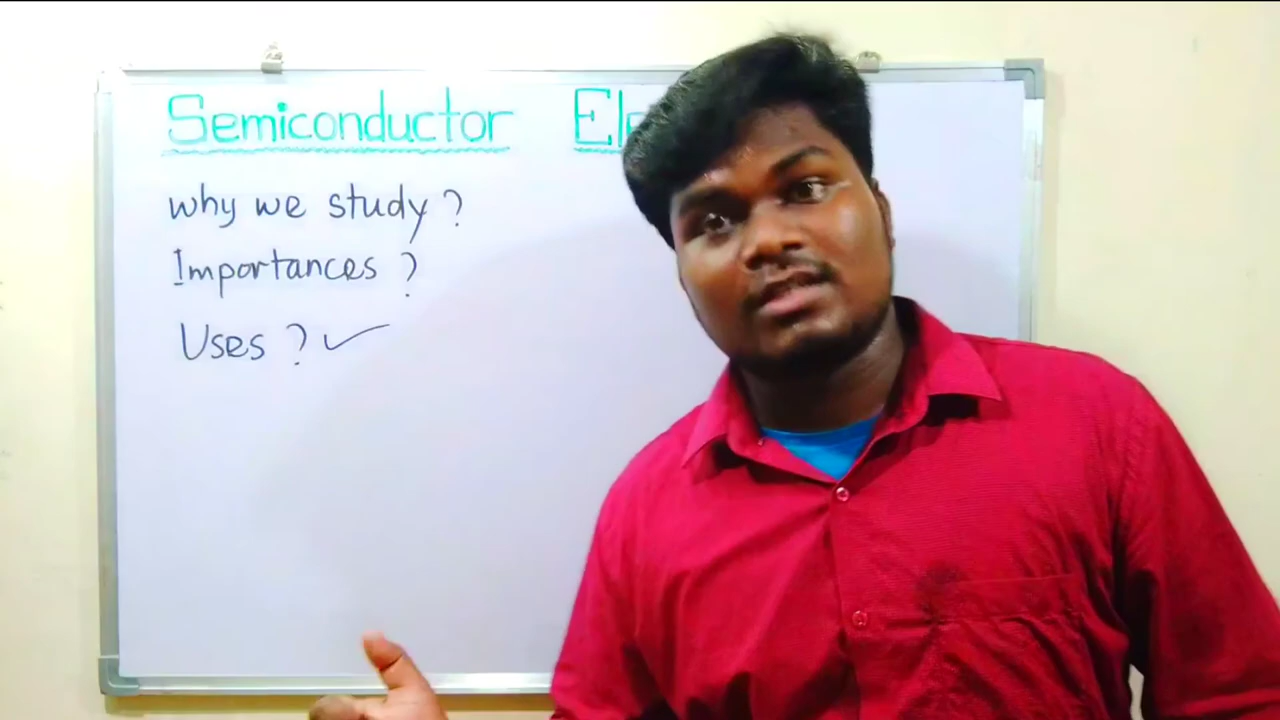 Semiconductor
why we study ?
Importances ?
Uses ? ✓